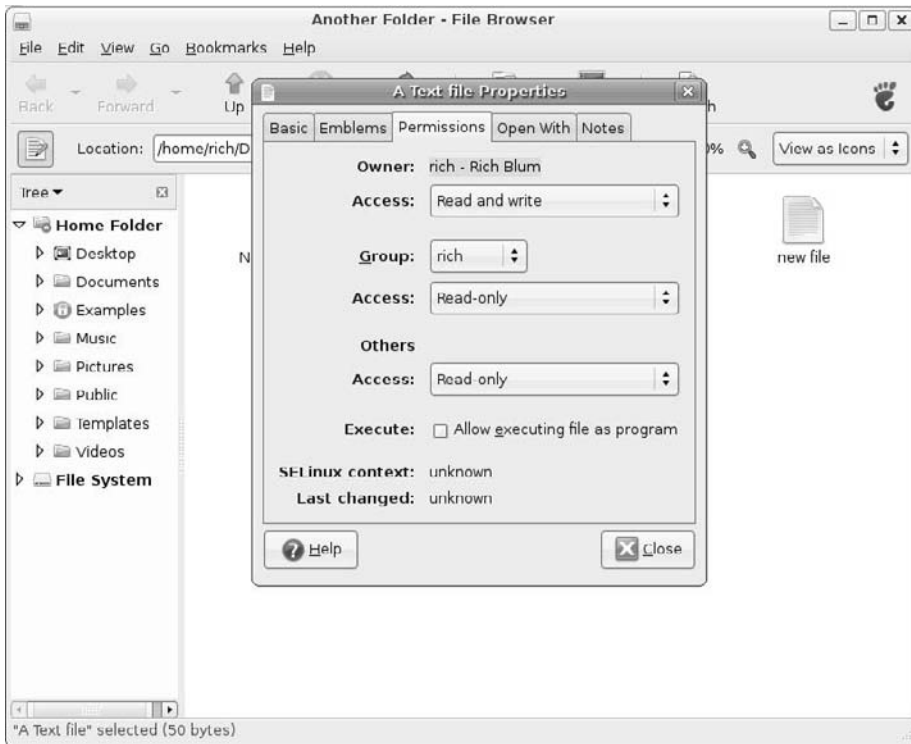 Another Folder - File Browser
File Edit View Go Bookmarks Help
Back Forward Up
Location: /home/rich/D
View as Icons
Tree
Home Folder
Desktop
Documents
Examples
Music
Pictures
Public
Templates
Videos
File System
N
new file
A Text file Properties
Basic Emblems Permissions Open With Notes
Owner: rich - Rich Blum
Access: Read and write
Group: rich
Access: Read-only
Others
Access: Read-only
Execute: Allow executing file as program
SELinux context: unknown
Last changed: unknown
Help Close
"A Text file" selected (50 bytes)